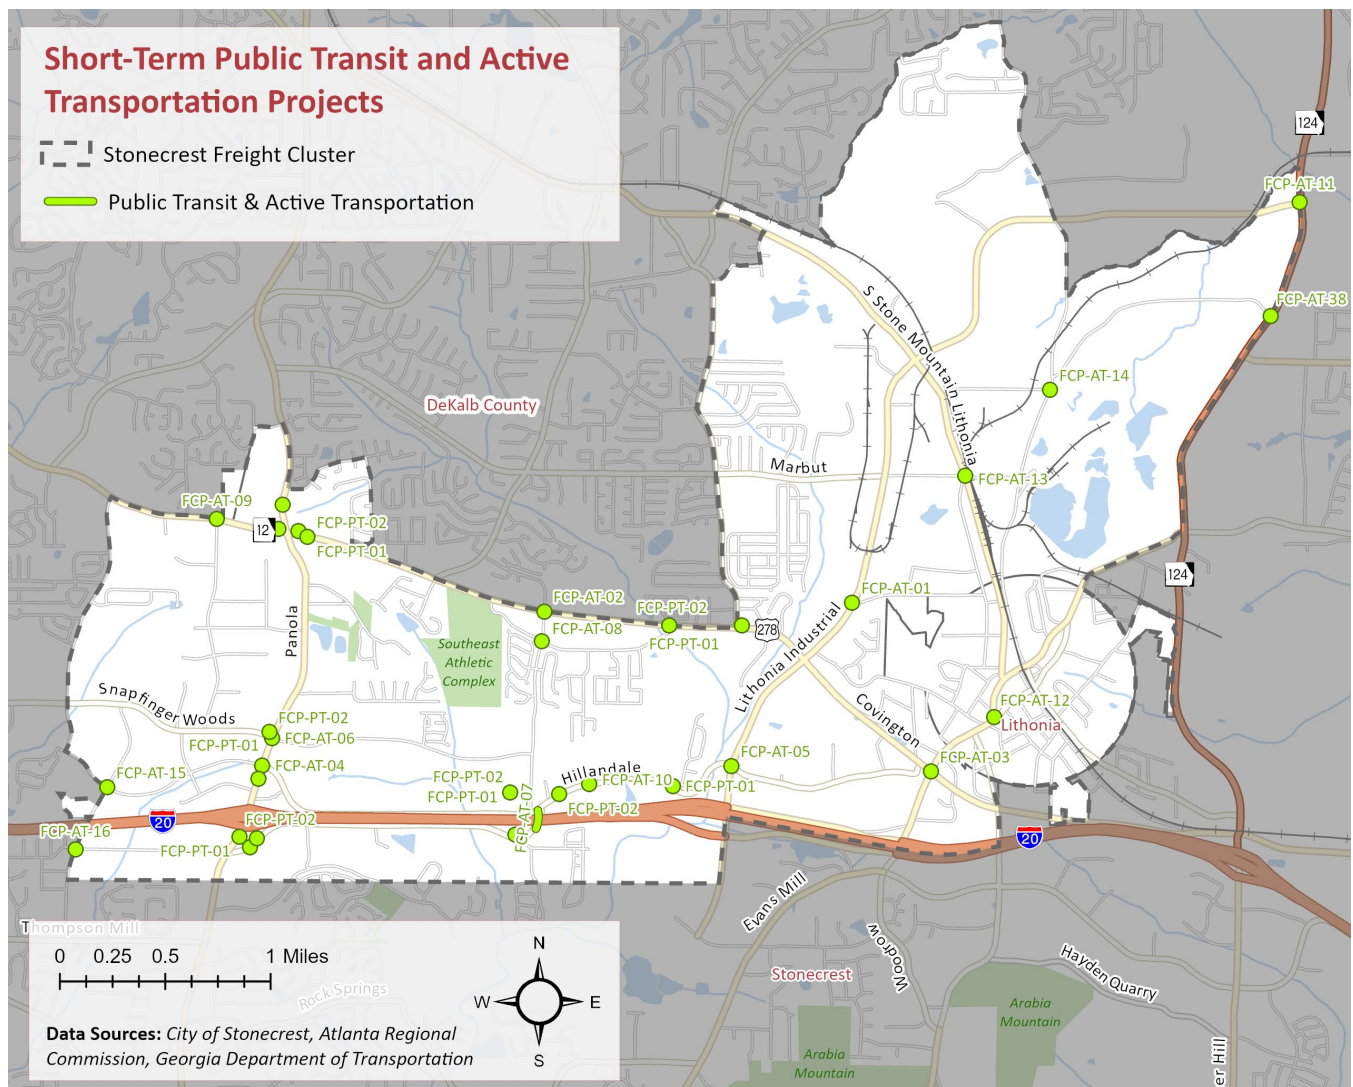 Short-Term Public Transit and Active
Transportation Projects
Stonecrest Freight Cluster
Public Transit & Active Transportation
124
FCP-AT-11
FCP-AT-38
S Stone Mountain Lithonia
FCP-AT-14
DeKalb County
Marbut
FCP-AT-13
FCP-AT-09
12
FCP-PT-02
FCP-PT-01
124
FCP-AT-01
FCP-AT-02
FCP-PT-02
FCP-AT-08
FCP-PT-01
278
Panola
Southeast
Athletic
Complex
Lithonia Industrial
Snapfinger Woods
Covington
FCP-AT-12
Lithonia
FCP-PT-02
FCP-PT-01
FCP-AT-06
FCP-AT-05
FCP-AT-03
FCP-AT-15
FCP-AT-04
Hillandale
FCP-PT-02
FCP-AT-10
FCP-PT-01
FCP-PT-01
FCP-AT-07
FCP-PT-02
20
FCP-PT-02
FCP-AT-16
FCP-PT-01
20
Evans Mill
Woodrow
Thompson Mill
Hayden Quarry
Stonecrest
Rock Springs
Arabia
Mountain
Arabia
Mountain
er Hill
0 0.25 0.5 1 Miles
N
W E
S
Data Sources: City of Stonecrest, Atlanta Regional
Commission, Georgia Department of Transportation